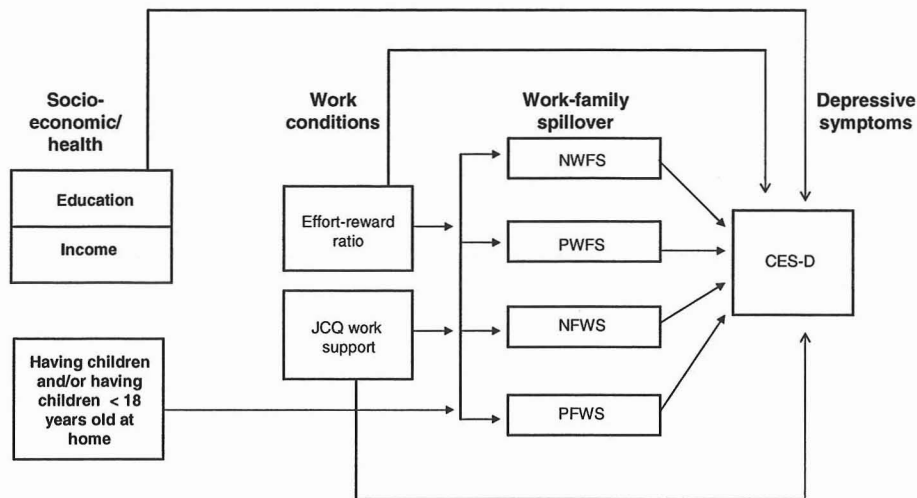 Socio-
economic/
health
Work
conditions
Work-family
spillover
Depressive
symptoms
Education
Income
Effort-reward
ratio
JCQ work
support
Having children
and/or having
children < 18
years old at
home
NWFS
PWFS
NFWS
PFWS
CES-D